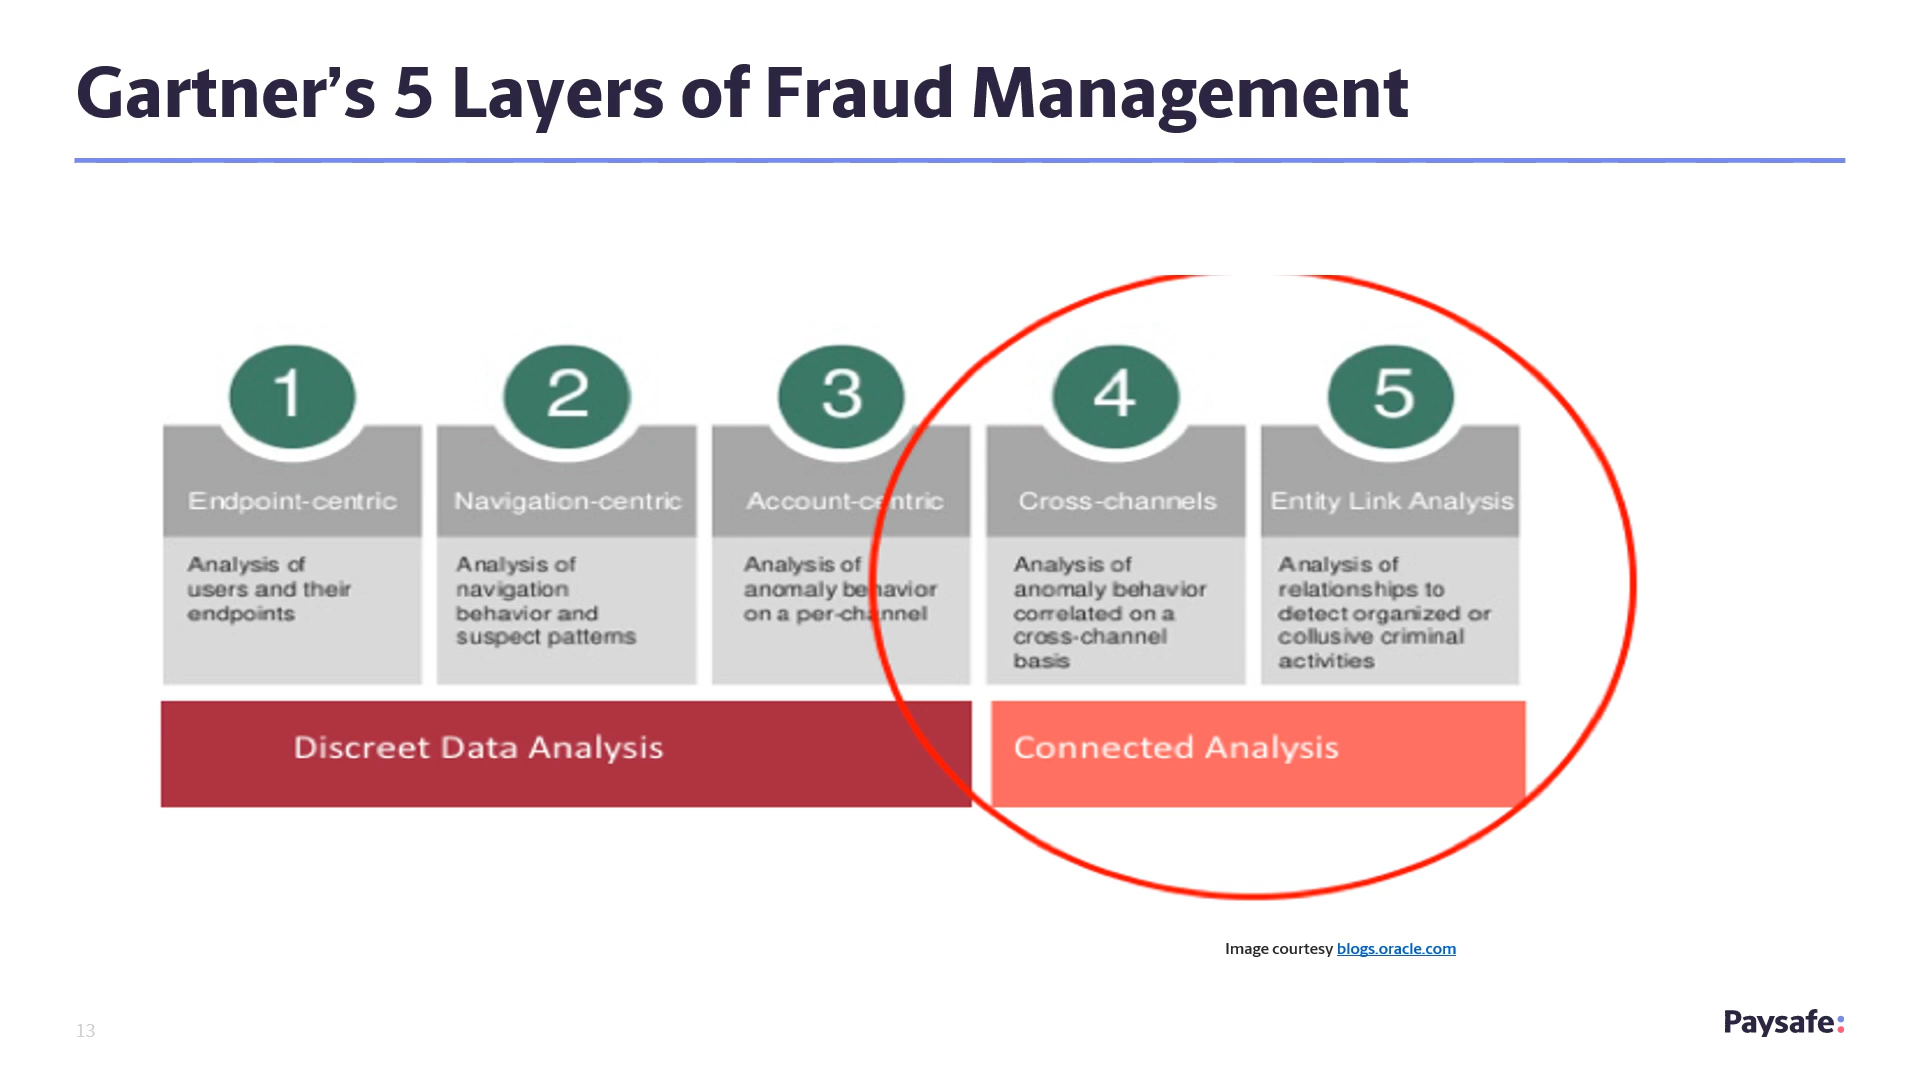 Gartner’s 5 Layers of Fraud Management
1
Endpoint-centric
Analysis of
users and their
endpoints
2
Navigation-centric
Analysis of
navigation
behavior and
suspect patterns
3
Account-centric
Analysis of
anomaly behavior
on a per-channel
4
Cross-channels
Analysis of
anomaly behavior
correlated on a
cross-channel
basis
5
Entity Link Analysis
Analysis of
relationships to
detect organized or
collusive criminal
activities
Discreet Data Analysis
Connected Analysis
Image courtesy blogs.oracle.com
13
Paysafe: